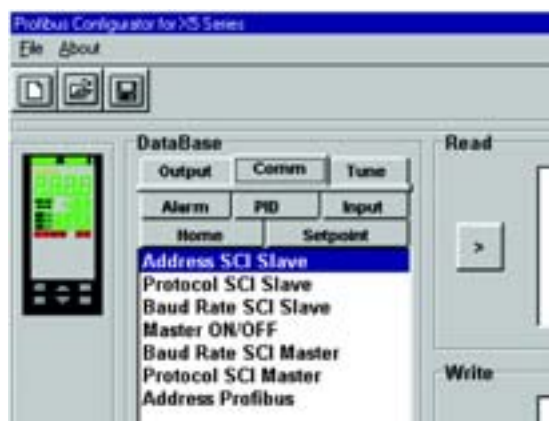 Profibus Configurator for X5 Series
File About
DataBase
Read
Output Comm Tune
Alarm PID Input
Home Setpoint
>
Address SCI Slave
Protocol SCI Slave
Baud Rate SCI Slave
Master ON/OFF
Baud Rate SCI Master
Protocol SCI Master
Address Profibus
Write